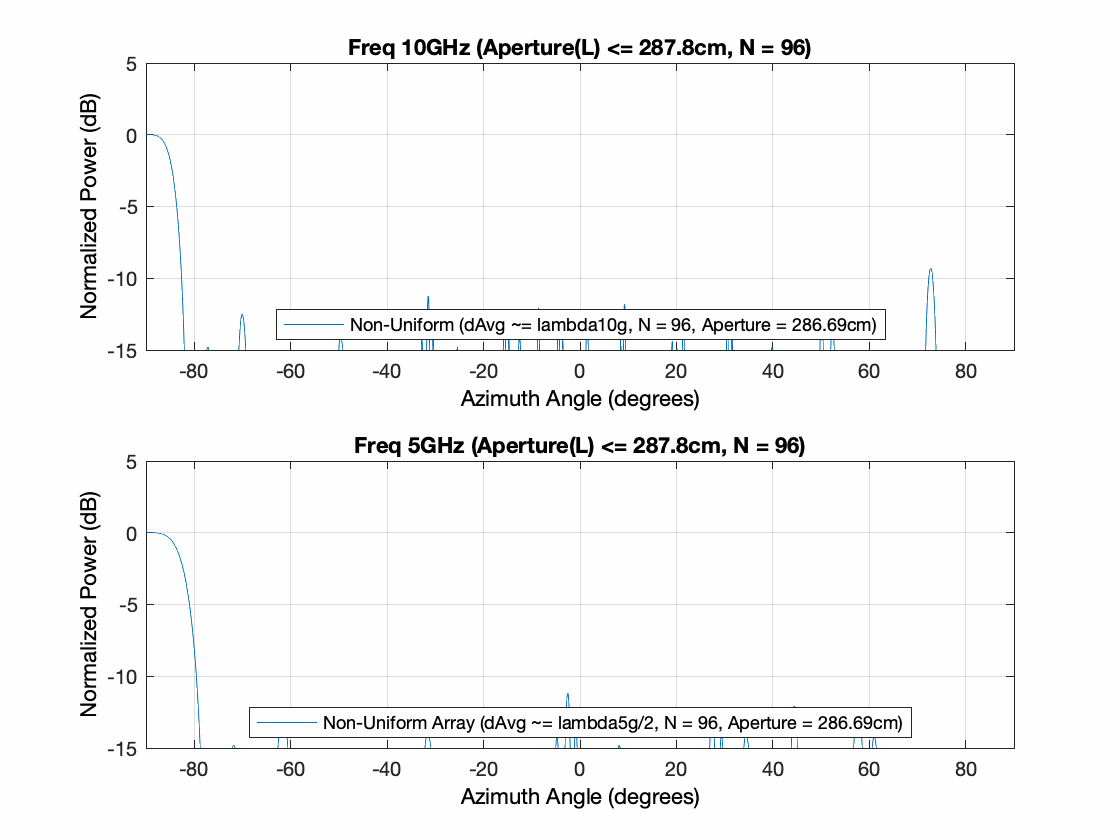 Freq 10GHz (Aperture(L) <= 287.8cm, N = 96)
Normalized Power (dB)
5
0
-5
-10
-15
Non-Uniform (dAvg ~= lambda10g, N = 96, Aperture = 286.69cm)
-80 -60 -40 -20 0 20 40 60 80
Azimuth Angle (degrees)
Freq 5GHz (Aperture(L) <= 287.8cm, N = 96)
Normalized Power (dB)
5
0
-5
-10
-15
Non-Uniform Array (dAvg ~= lambda5g/2, N = 96, Aperture = 286.69cm)
-80 -60 -40 -20 0 20 40 60 80
Azimuth Angle (degrees)